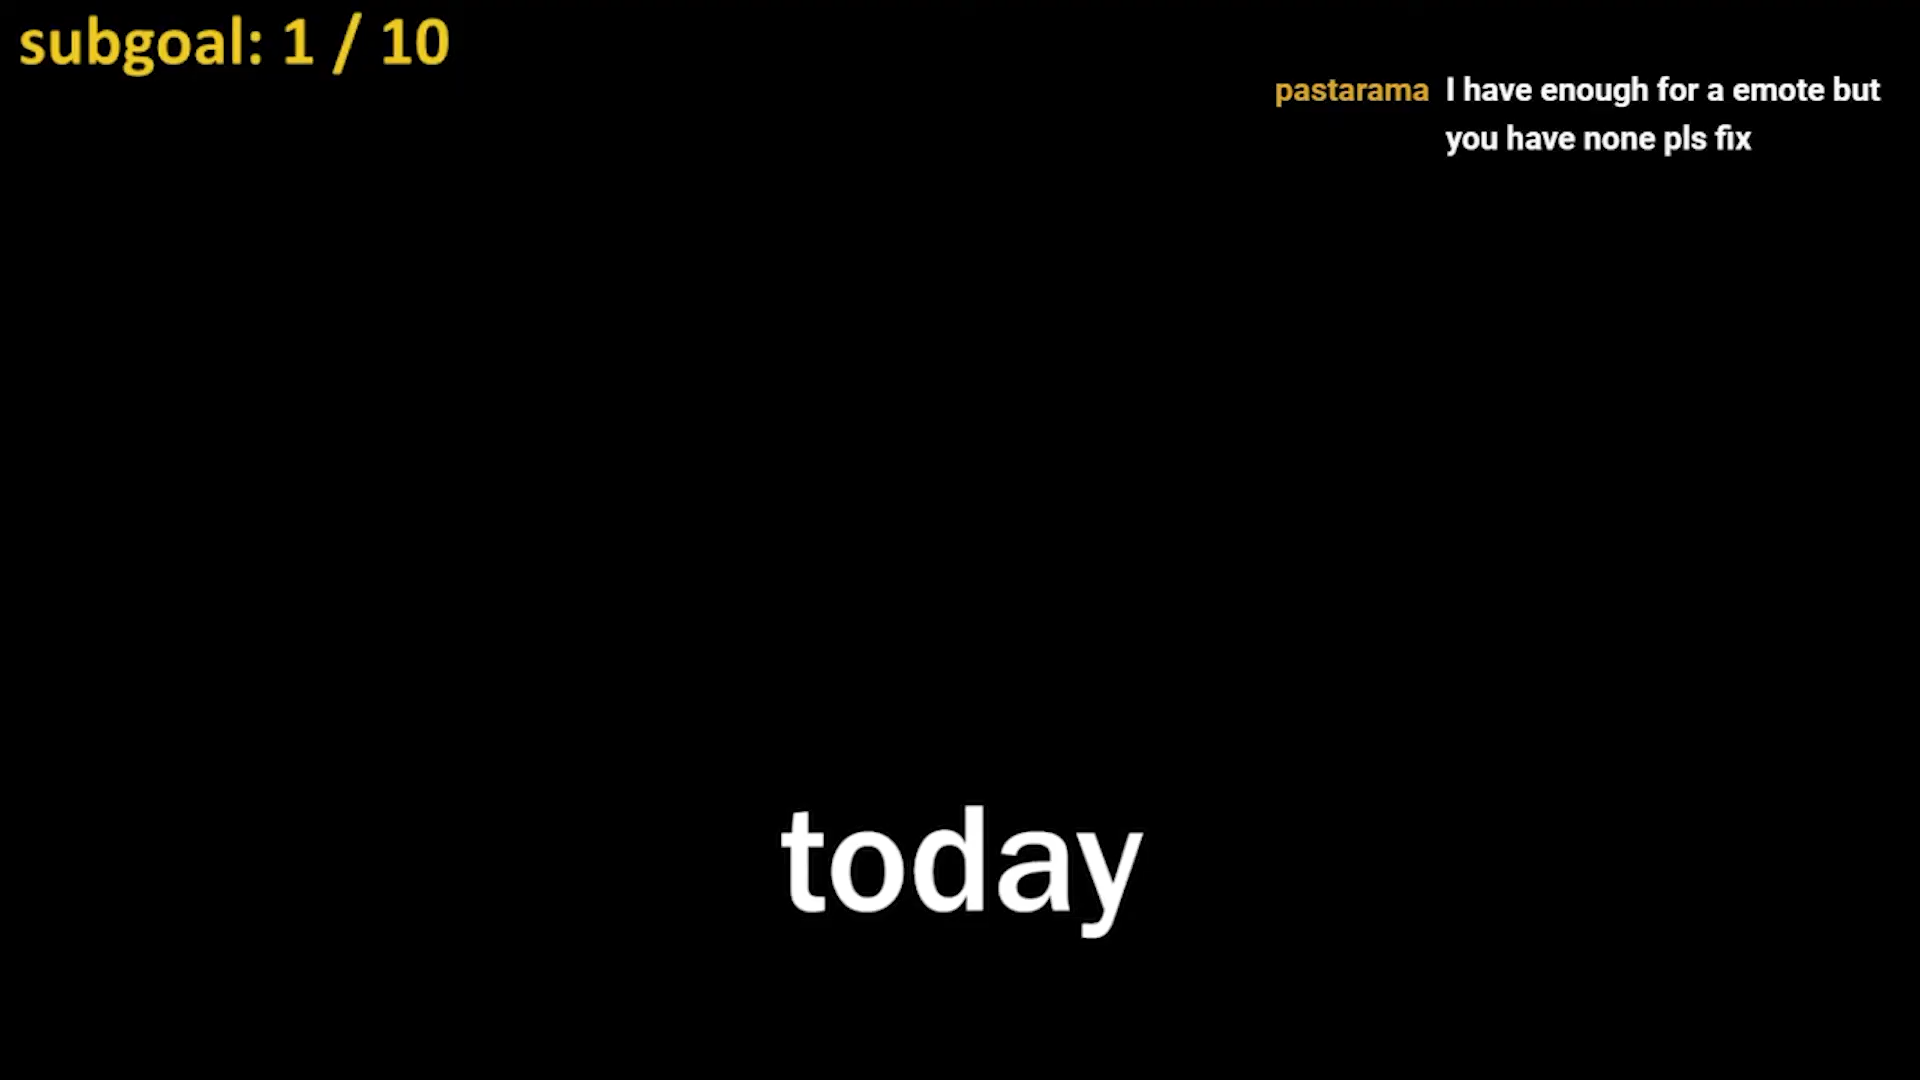 subgoal: 1 / 10
pastarama I have enough for a emote but
you have none pls fix
today